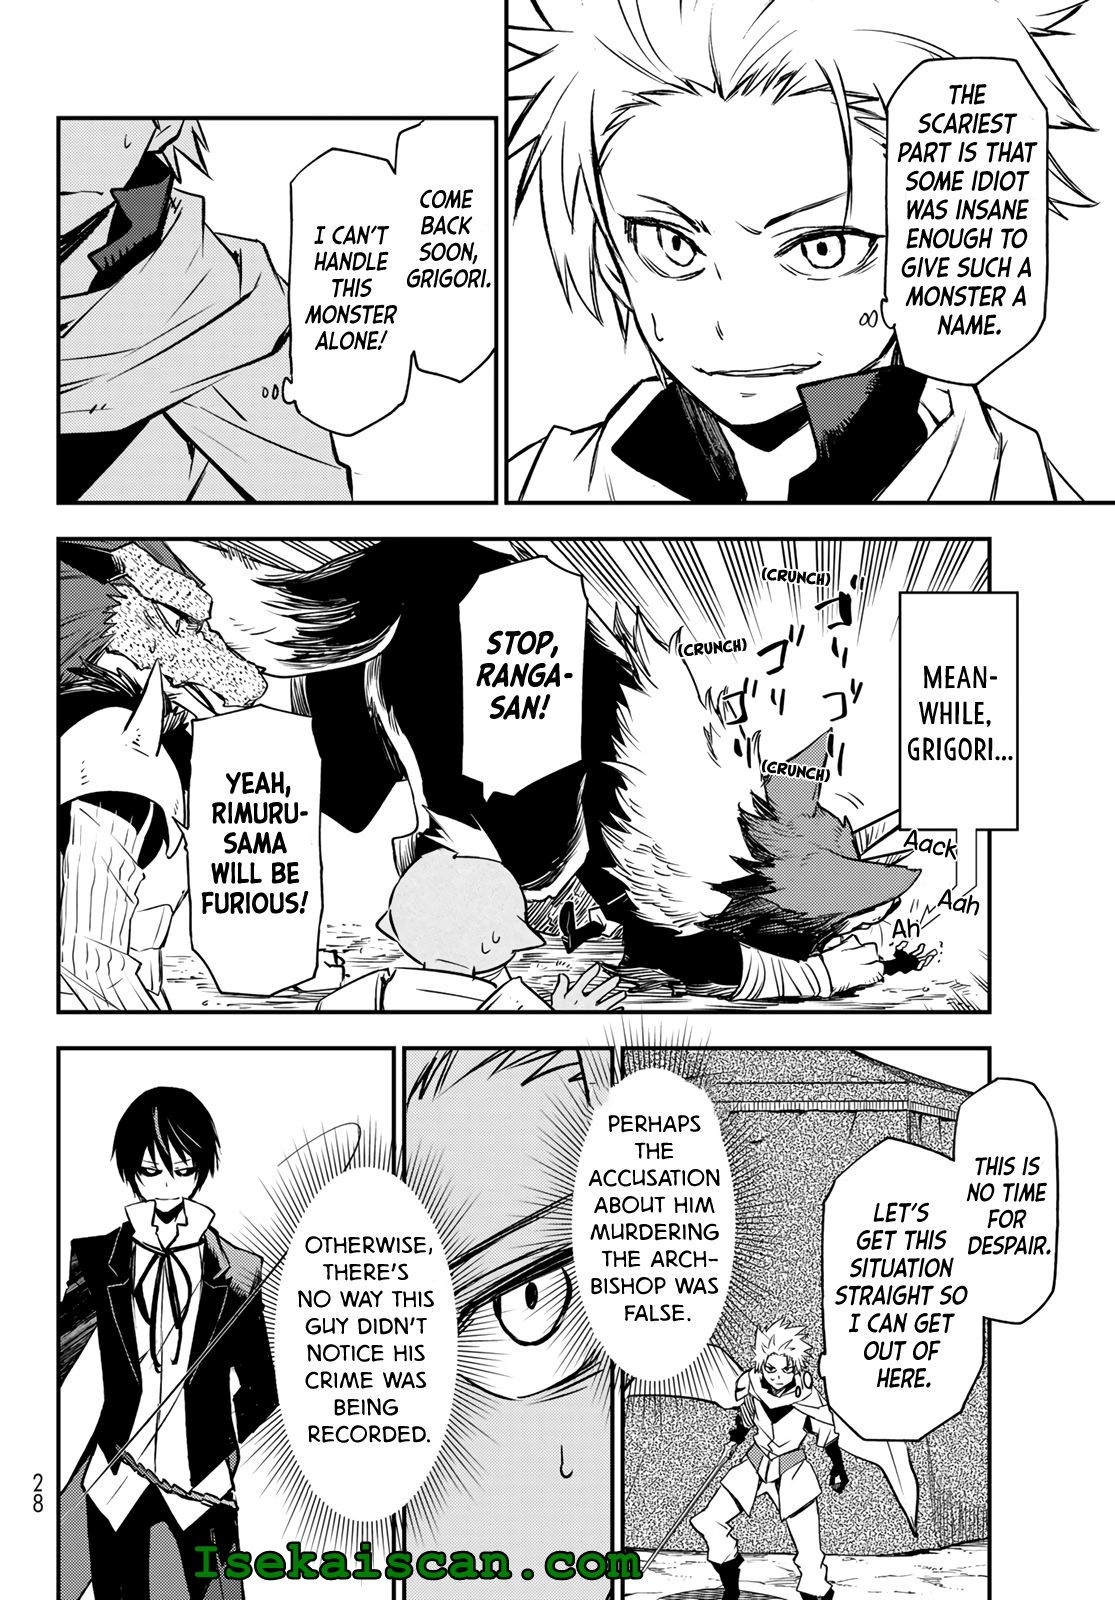 THE
SCARIEST
PART IS THAT
SOME IDIOT
WAS INSANE
ENOUGH TO
GIVE SUCH A
MONSTER A
NAME.
COME
BACK
SOON,
GRIGORI.
I CAN'T
HANDLE
THIS
MONSTER
ALONE!
MEAN-
WHILE,
GRIGORI...
(CRUNCH)
(CRUNCH)
(CRUNCH)
ゴ
ゴ
ゴ
Aack
Aah
Ah
STOP,
RANGA-
SAN!
YEAH,
RIMURU-
SAMA
WILL BE
FURIOUS!
THIS IS
NO TIME
FOR
DESPAIR.
LET'S
GET THIS
SITUATION
STRAIGHT SO
I CAN GET
OUT OF
HERE.
PERHAPS
THE
ACCUSATION
ABOUT HIM
MURDERING
THE ARCH-
BISHOP WAS
FALSE.
OTHERWISE,
THERE'S
NO WAY THIS
GUY DIDN'T
NOTICE HIS
CRIME WAS
BEING
RECORDED.
28
Isekaiscan.com